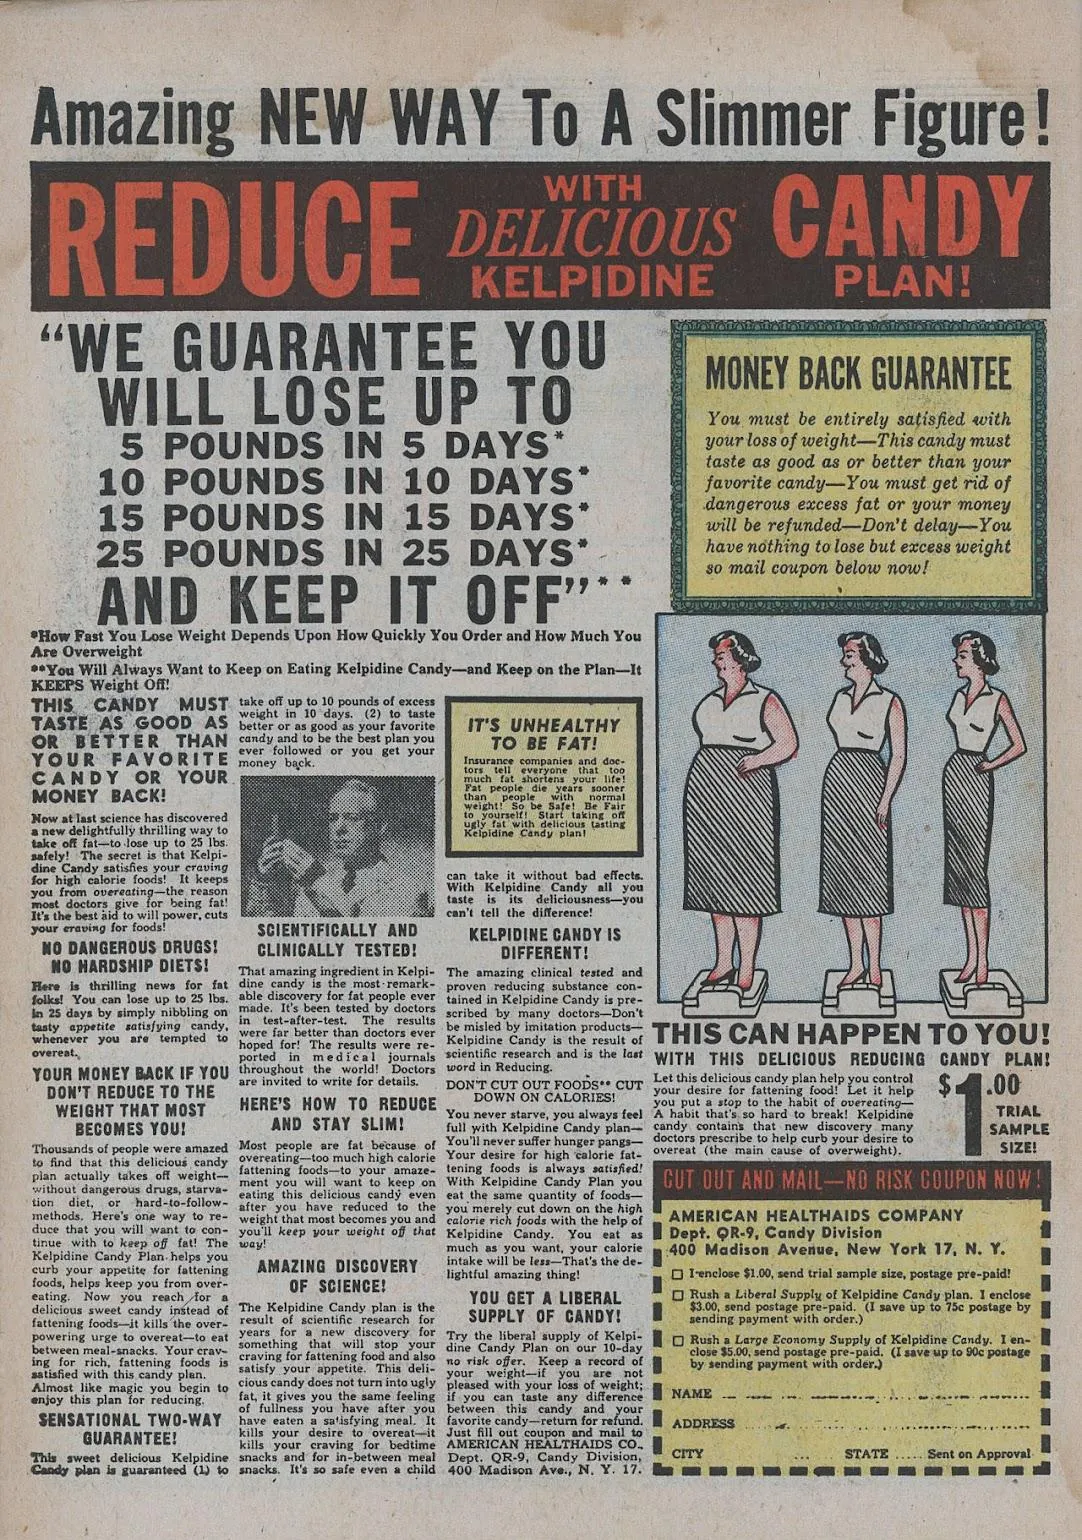 Amazing NEW WAY To A Slimmer Figure!
REDUCE WITH DELICIOUS KELPIDINE CANDY PLAN!
"WE GUARANTEE YOU
WILL LOSE UP TO
5 POUNDS IN 5 DAYS*
10 POUNDS IN 10 DAYS*
15 POUNDS IN 15 DAYS*
25 POUNDS IN 25 DAYS*
AND KEEP IT OFF"**
*How Fast You Lose Weight Depends Upon How Quickly You Order and How Much You
Are Overweight
**You Will Always Want to Keep on Eating Kelpidine Candy—and Keep on the Plan—It
KEEPS Weight Off!
MONEY BACK GUARANTEE
You must be entirely satisfied with
your loss of weight—This candy must
taste as good as or better than your
favorite candy—You must get rid of
dangerous excess fat or your money
will be refunded—Don't delay—You
have nothing to lose but excess weight
so mail coupon below now!
THIS CANDY MUST
TASTE AS GOOD AS
OR BETTER THAN
YOUR FAVORITE
CANDY OR YOUR
MONEY BACK!
Now at last science has discovered
a new delightfully thrilling way to
take off fat—to lose up to 25 lbs.
safely! The secret is that Kelpi-
dine Candy satisfies your craving
for high calorie foods! It keeps
you from overeating—the reason
most doctors give for being fat!
It's the best aid to will power, cuts
your craving for foods!
NO DANGEROUS DRUGS!
NO HARDSHIP DIETS!
Here is thrilling news for fat
folks! You can lose up to 25 lbs.
in 25 days by simply nibbling on
tasty appetite satisfying candy,
whenever you are tempted to
overeat.
YOUR MONEY BACK IF YOU
DON'T REDUCE TO THE
WEIGHT THAT MOST
BECOMES YOU!
Thousands of people were amazed
to find that this delicious candy
plan actually takes off weight—
without dangerous drugs, starva-
tion diet, or hard-to-follow-
methods. Here's one way to re-
duce that you will want to con-
tinue with to keep off fat! The
Kelpidine Candy Plan helps you
curb your appetite for fattening
foods, helps keep you from over-
eating. Now you reach for a
delicious sweet candy instead of
fattening foods—it kills the over-
powering urge to overeat—to eat
between meal-snacks. Your crav-
ing for rich, fattening foods is
satisfied with this candy plan.
Almost like magic you begin to
enjoy this plan for reducing.
SENSATIONAL TWO-WAY
GUARANTEE!
This sweet delicious Kelpidine
Candy plan is guaranteed (1) to
take off up to 10 pounds of excess
weight in 10 days. (2) to taste
better or as good as your favorite
candy and to be the best plan you
ever followed or you get your
money back.
SCIENTIFICALLY AND
CLINICALLY TESTED!
That amazing ingredient in Kelpi-
dine candy is the most remark-
able discovery for fat people ever
made. It's been tested by doctors
in test-after-test. The results
were far better than doctors ever
hoped for! The results were re-
ported in medical journals
throughout the world! Doctors
are invited to write for details.
HERE'S HOW TO REDUCE
AND STAY SLIM!
Most people are fat because of
overeating—too much high calorie
fattening foods—to your amaze-
ment you will want to keep on
eating this delicious candy even
after you have reduced to the
weight that most becomes you and
you'll keep your weight off that
way!
AMAZING DISCOVERY
OF SCIENCE!
The Kelpidine Candy plan is the
result of scientific research for
years for a new discovery for
something that will stop your
craving for fattening food and also
satisfy your appetite. This deli-
cious candy does not turn into ugly
fat, it gives you the same feeling
of fullness you have after you
have eaten a satisfying meal. It
kills your desire to overeat—it
kills your craving for bedtime
snacks and for in-between meal
snacks. It's so safe even a child
IT'S UNHEALTHY
TO BE FAT!
Insurance companies and doc-
tors tell everyone that too
much fat shortens your life!
Fat people die years sooner
than people with normal
weight! So be Safe! Be Fair
to yourself! Start taking off
ugly fat with delicious tasting
Kelpidine Candy plan!
can take it without bad effects.
With Kelpidine Candy all you
taste is its deliciousness—you
can't tell the difference!
KELPIDINE CANDY IS
DIFFERENT!
The amazing clinical tested and
proven reducing substance con-
tained in Kelpidine Candy is pre-
scribed by many doctors—Don't
be misled by imitation products—
Kelpidine Candy is the result of
scientific research and is the last
word in Reducing.
DON'T CUT OUT FOODS** CUT
DOWN ON CALORIES!
You never starve, you always feel
full with Kelpidine Candy plan—
You'll never suffer hunger pangs—
Your desire for high calorie fat-
tening foods is always satisfied!
With Kelpidine Candy Plan you
eat the same quantity of foods—
you merely cut down on the high
calorie rich foods with the help of
Kelpidine Candy. You eat as
much as you want, your calorie
intake will be less—That's the de-
lightful amazing thing!
YOU GET A LIBERAL
SUPPLY OF CANDY!
Try the liberal supply of Kelpi-
dine Candy Plan on our 10-day
no risk offer. Keep a record of
your weight—if you are not
pleased with your loss of weight;
if you can taste any difference
between this candy and your
favorite candy—return for refund.
Just fill out coupon and mail to
AMERICAN HEALTHAIDS CO.,
Dept. QR-9, Candy Division,
400 Madison Ave., N. Y. 17.
THIS CAN HAPPEN TO YOU!
WITH THIS DELICIOUS REDUCING CANDY PLAN!
Let this delicious candy plan help you control
your desire for fattening food! Let it help
you put a stop to the habit of overeating—
A habit that's so hard to break! Kelpidine
candy contains that new discovery many
doctors prescribe to help curb your desire to
overeat (the main cause of overweight).
$1.00
TRIAL
SAMPLE
SIZE!
CUT OUT AND MAIL—NO RISK COUPON NOW!
AMERICAN HEALTHAIDS COMPANY
Dept. QR-9, Candy Division
400 Madison Avenue, New York 17, N. Y.
I enclose $1.00, send trial sample size, postage pre-paid!
Rush a Liberal Supply of Kelpidine Candy plan. I enclose
$3.00, send postage pre-paid. (I save up to 75c postage by
sending payment with order.)
Rush a Large Economy Supply of Kelpidine Candy. I en-
close $5.00, send postage pre-paid. (I save up to 90c postage
by sending payment with order.)
NAME
ADDRESS
CITY STATE Sent on Approval